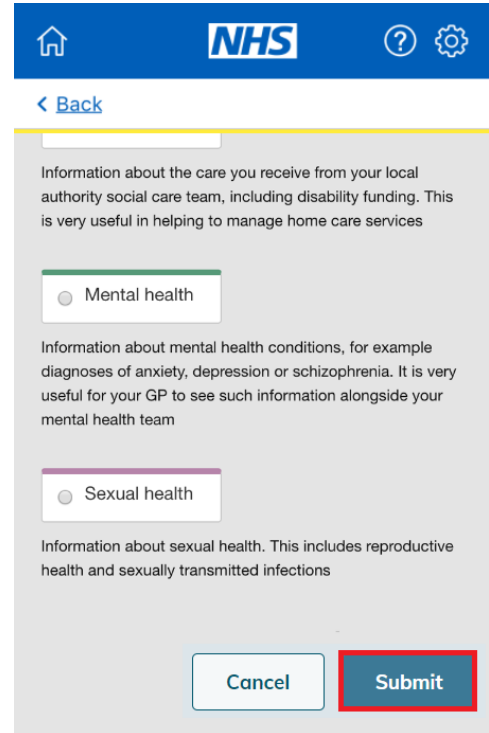 NHS
Back
Information about the care you receive from your local
authority social care team, including disability funding. This
is very useful in helping to manage home care services
Mental health
Information about mental health conditions, for example
diagnoses of anxiety, depression or schizophrenia. It is very
useful for your GP to see such information alongside your
mental health team
Sexual health
Information about sexual health. This includes reproductive
health and sexually transmitted infections
Cancel Submit